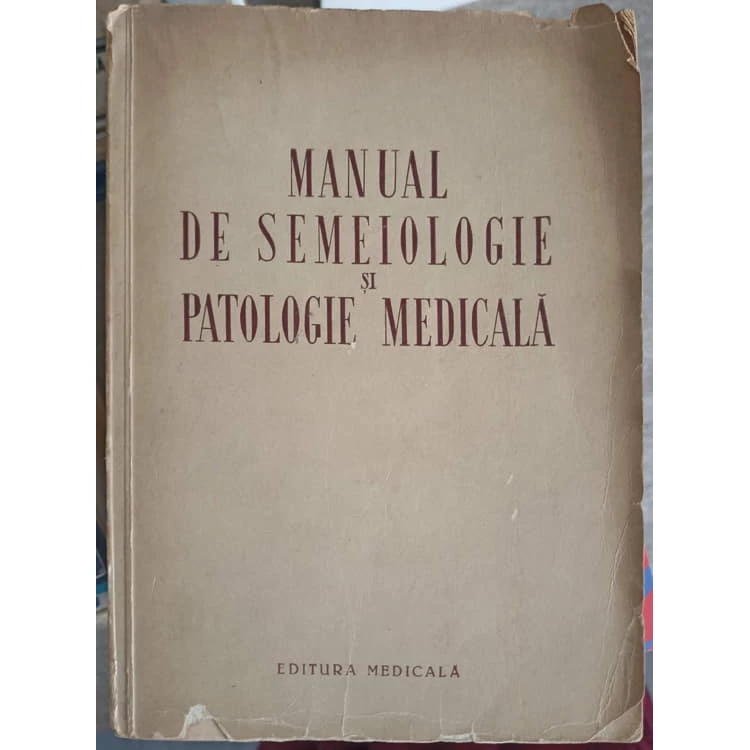 MANUAL
DE SEMEIOLOGIE
ȘI
PATOLOGIE MEDICALĂ
EDITURA MEDICALĂ